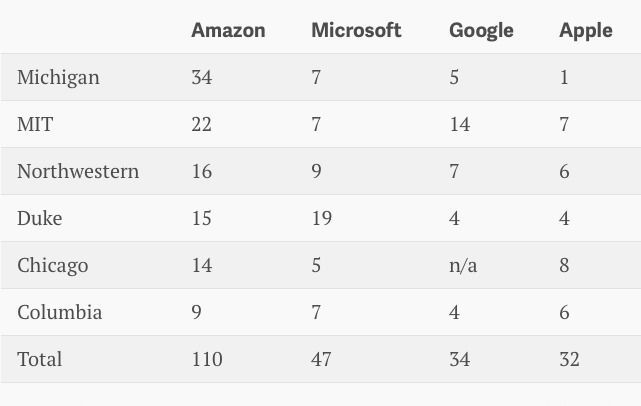 Amazon Microsoft Google Apple
Michigan 34 7 5 1
MIT 22 7 14 7
Northwestern 16 9 7 6
Duke 15 19 4 4
Chicago 14 5 n/a 8
Columbia 9 7 4 6
Total 110 47 34 32